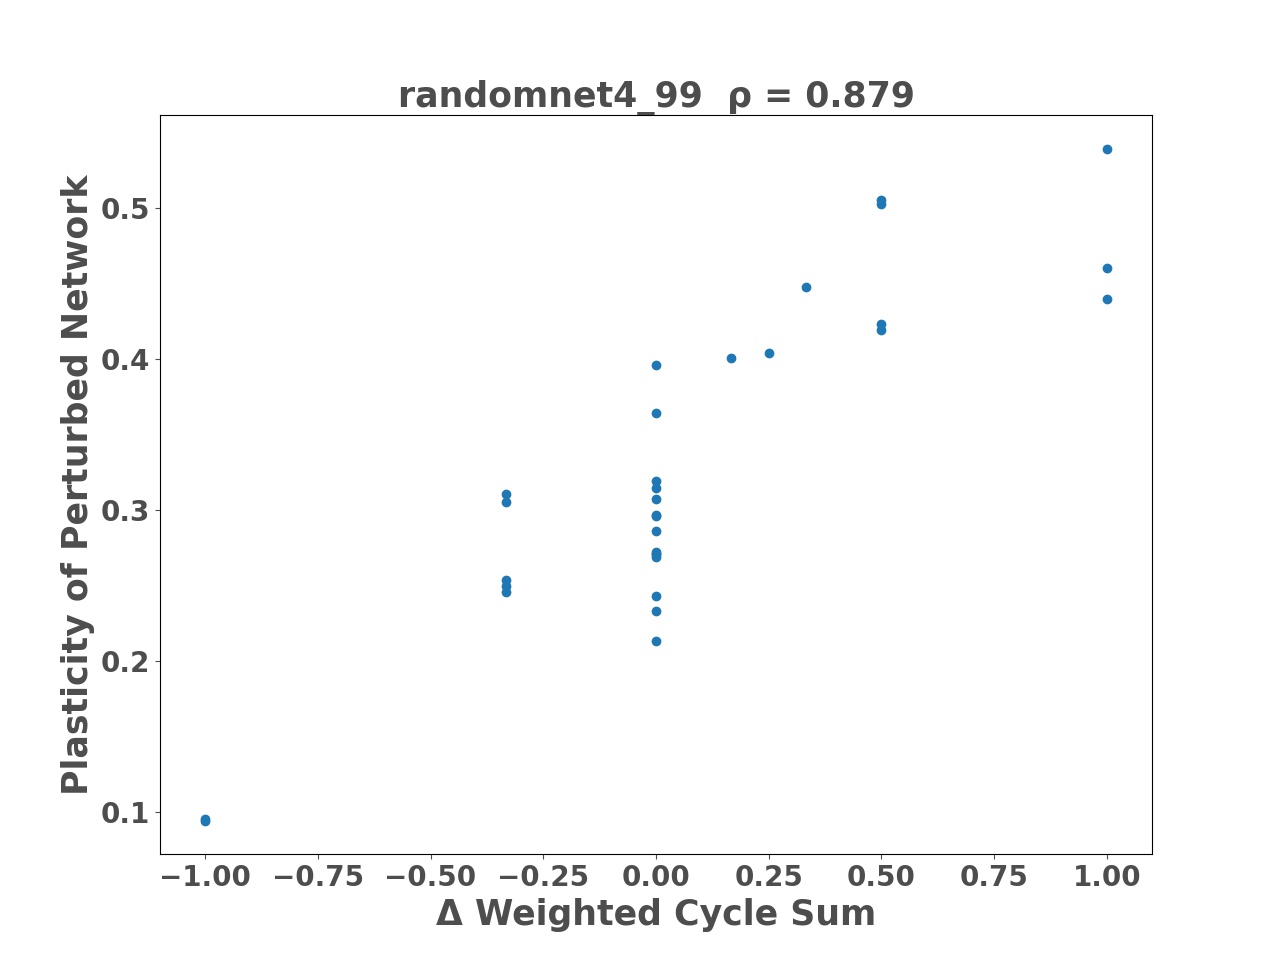 randomnet4_99  ρ = 0.879
Plasticity of Perturbed Network
0.5
0.4
0.3
0.2
0.1
−1.00 −0.75 −0.50 −0.25 0.00 0.25 0.50 0.75 1.00
Δ Weighted Cycle Sum